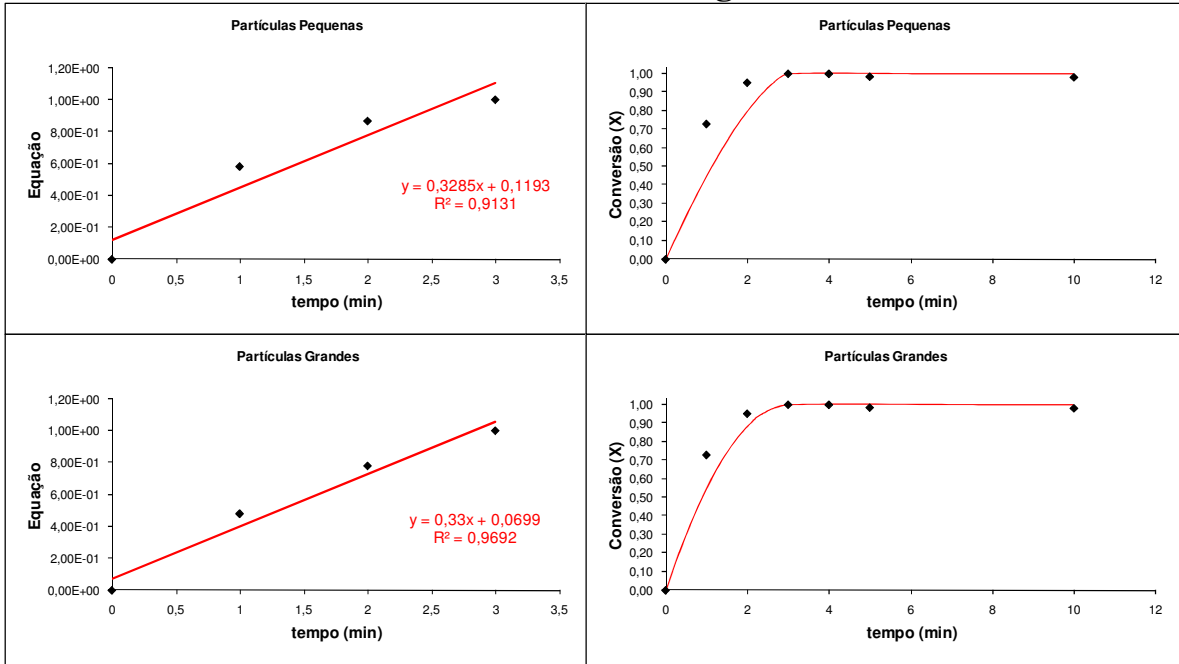 Partículas Pequenas
1,20E+00
1,00E+00
8,00E-01
6,00E-01
4,00E-01
2,00E-01
0,00E+00
Equação
y = 0,3285x + 0,1193
R² = 0,9131
0 0,5 1 1,5 2 2,5 3 3,5
tempo (min)
Partículas Pequenas
1,00
0,90
0,80
0,70
0,60
0,50
0,40
0,30
0,20
0,10
0,00
Conversão (X)
0 2 4 6 8 10 12
tempo (min)
Partículas Grandes
1,20E+00
1,00E+00
8,00E-01
6,00E-01
4,00E-01
2,00E-01
0,00E+00
Equação
y = 0,33x + 0,0699
R² = 0,9692
0 0,5 1 1,5 2 2,5 3 3,5
tempo (min)
Partículas Grandes
1,00
0,90
0,80
0,70
0,60
0,50
0,40
0,30
0,20
0,10
0,00
Conversão (X)
0 2 4 6 8 10 12
tempo (min)